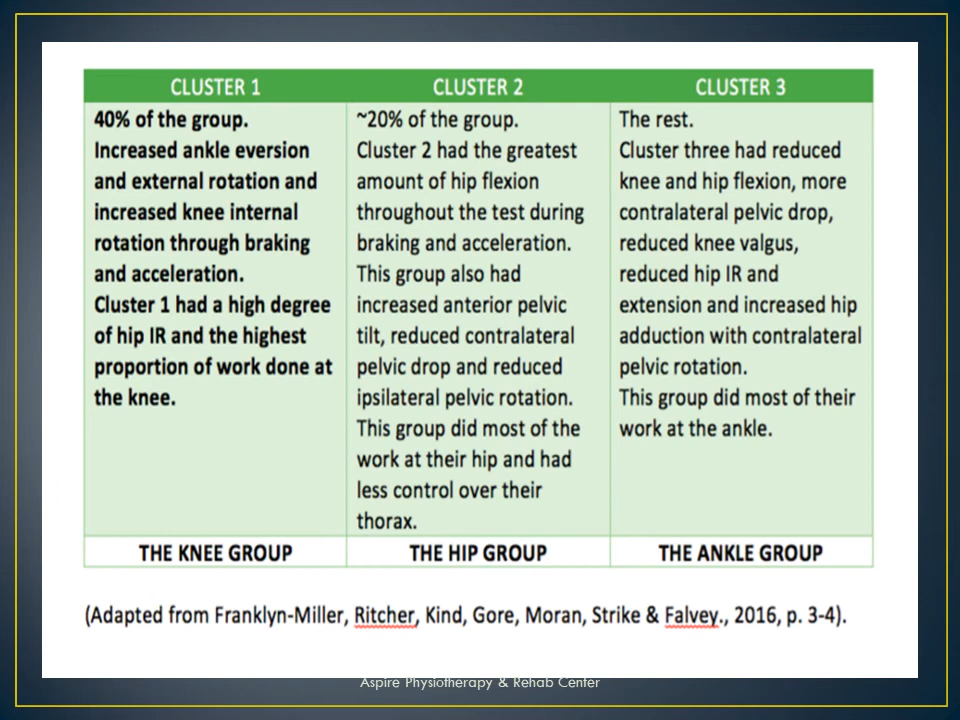 CLUSTER 1
40% of the group.
Increased ankle eversion
and external rotation and
increased knee internal
rotation through braking
and acceleration.
Cluster 1 had a high degree
of hip IR and the highest
proportion of work done at
the knee.
THE KNEE GROUP
CLUSTER 2
~20% of the group.
Cluster 2 had the greatest
amount of hip flexion
throughout the test during
braking and acceleration.
This group also had
increased anterior pelvic
tilt, reduced contralateral
pelvic drop and reduced
ipsilateral pelvic rotation.
This group did most of the
work at their hip and had
less control over their
thorax.
THE HIP GROUP
CLUSTER 3
The rest.
Cluster three had reduced
knee and hip flexion, more
contralateral pelvic drop,
reduced knee valgus,
reduced hip IR and
extension and increased hip
adduction with contralateral
pelvic rotation.
This group did most of their
work at the ankle.
THE ANKLE GROUP
(Adapted from Franklyn-Miller, Ritcher, Kind, Gore, Moran, Strike & Falvey., 2016, p. 3-4).
Aspire Physiotherapy & Rehab Center